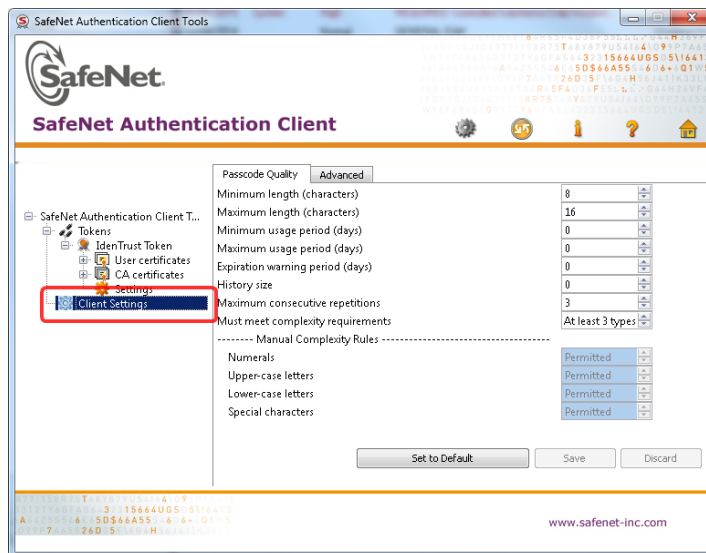 SafeNet Authentication Client Tools
SafeNet.
SafeNet Authentication Client
Passcode Quality
Advanced
SafeNet Authentication Client T...
Tokens
IdenTrust Token
User certificates
CA certificates
Settings
Client Settings
Minimum length (characters) 8
Maximum length (characters) 16
Minimum usage period (days) 0
Maximum usage period (days) 0
Expiration warning period (days) 0
History size 0
Maximum consecutive repetitions 3
Must meet complexity requirements At least 3 types
------- Manual Complexity Rules -------------------------------
Numerals Permitted
Upper-case letters Permitted
Lower-case letters Permitted
Special characters Permitted
Set to Default
Save
Discard
www.safenet-inc.com